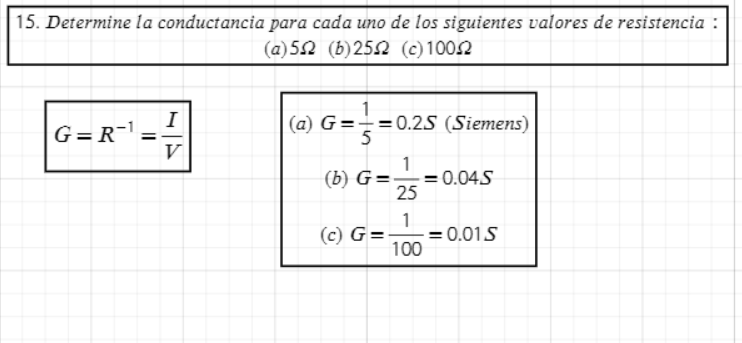 15. Determine la conductancia para cada uno de los siguientes valores de resistencia :
(a)5Ω (b)25Ω (c)100Ω
G = R⁻¹ = I/V
(a) G = 1/5 = 0.2S (Siemens)
(b) G = 1/25 = 0.04S
(c) G = 1/100 = 0.01S